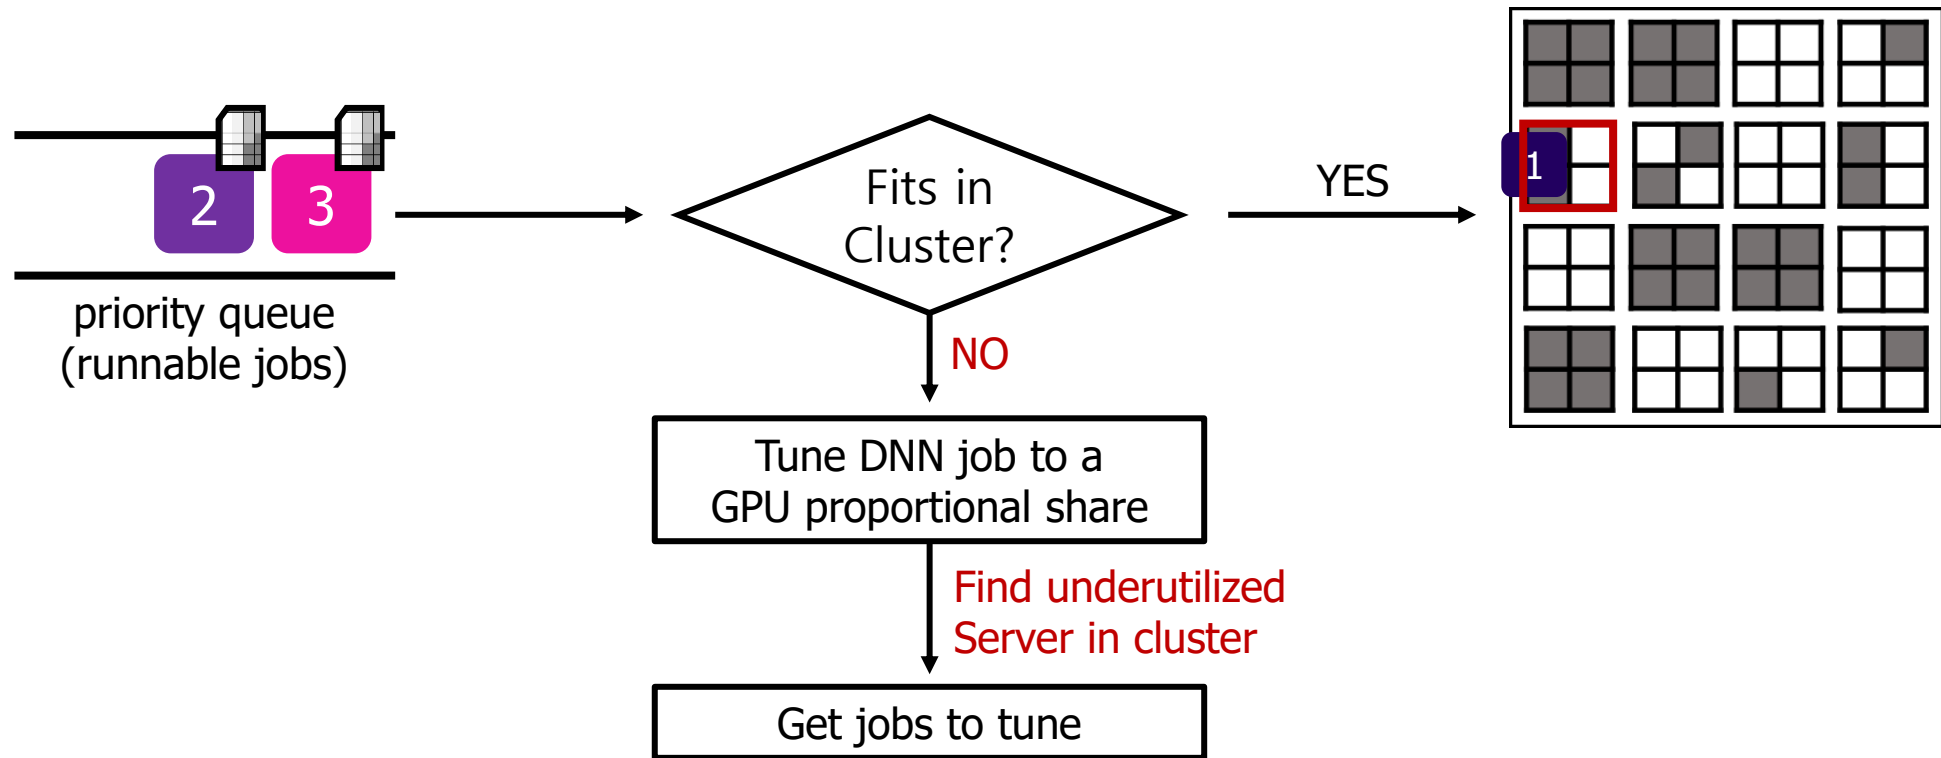 2
3
priority queue
(runnable jobs)
Fits in
Cluster?
YES
1
NO
Tune DNN job to a
GPU proportional share
Find underutilized
Server in cluster
Get jobs to tune